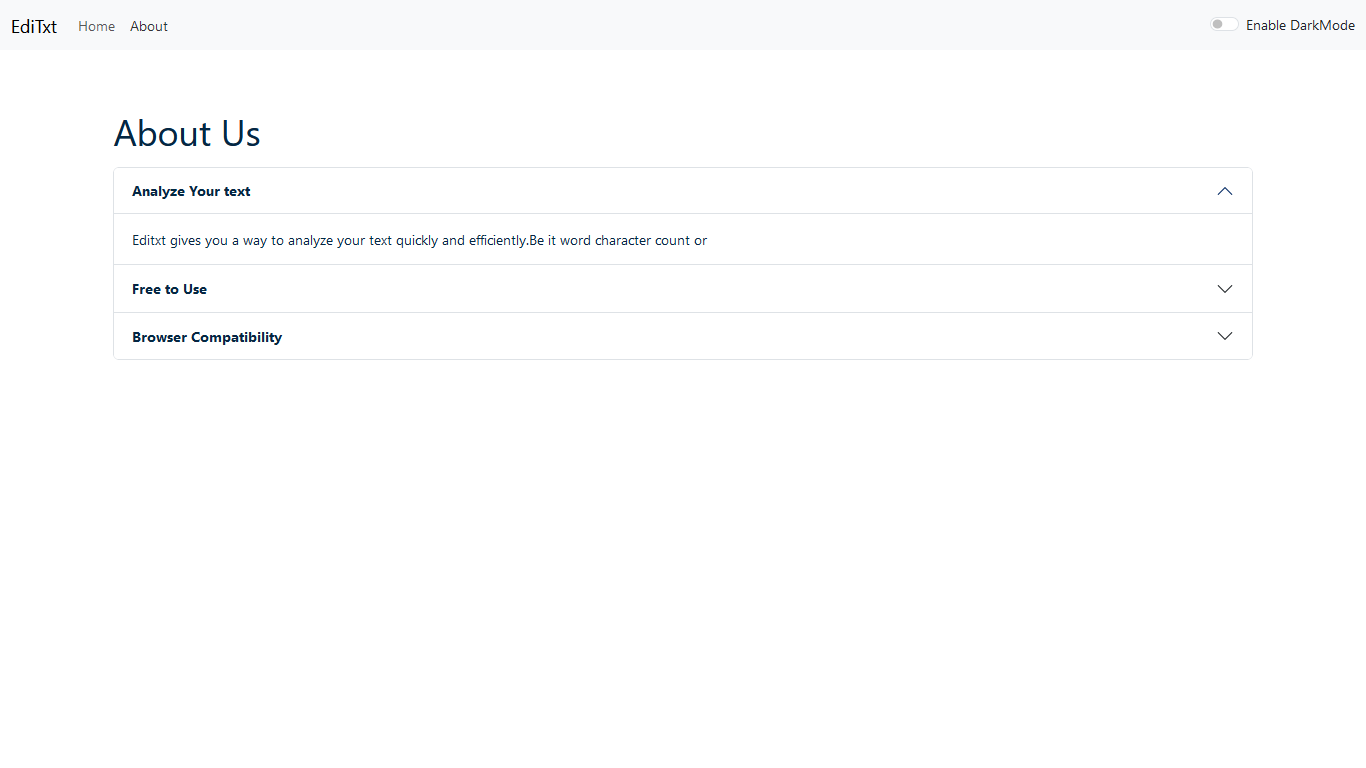 EdiTxt Home About Enable DarkMode
About Us
Analyze Your text
Editxt gives you a way to analyze your text quickly and efficiently.Be it word character count or
Free to Use
Browser Compatibility